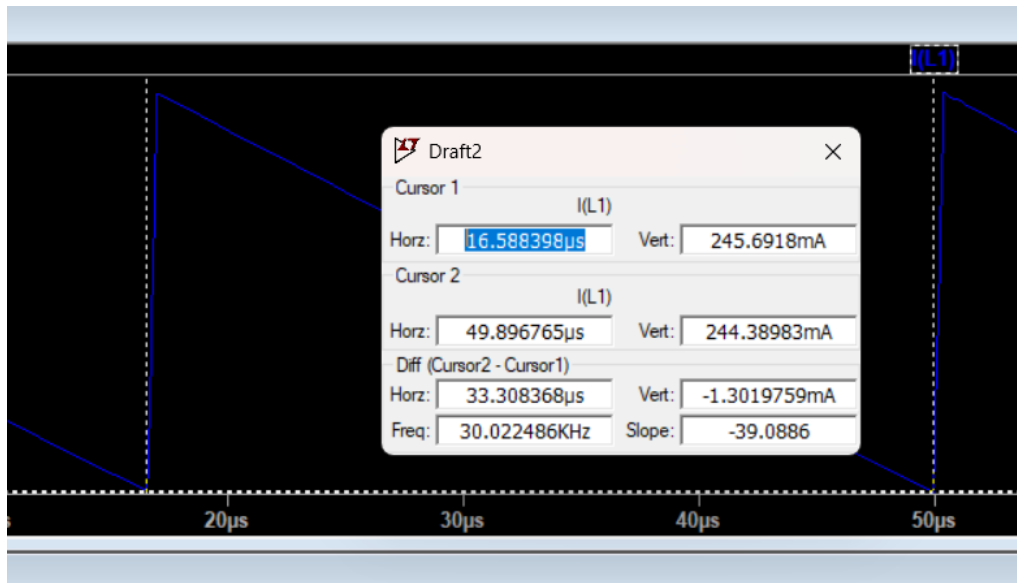 I(L1)
Draft2
Cursor 1
I(L1)
Horz: 16.588398µs Vert: 245.6918mA
Cursor 2
I(L1)
Horz: 49.896765µs Vert: 244.38983mA
Diff (Cursor2 - Cursor1)
Horz: 33.308368µs Vert: -1.3019759mA
Freq: 30.022486KHz Slope: -39.0886
s 20µs 30µs 40µs 50µs